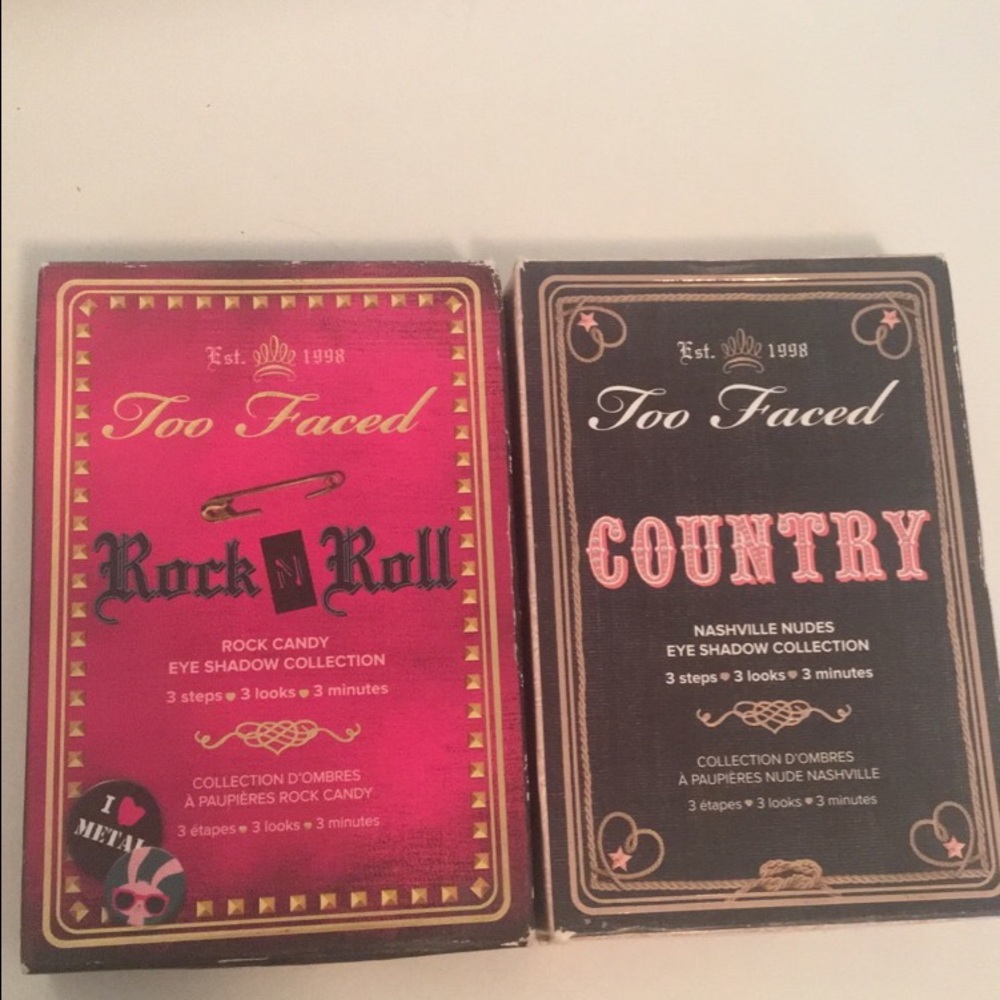 Est. 1998
Too Faced
Rock N Roll
ROCK CANDY
EYE SHADOW COLLECTION
3 steps 3 looks 3 minutes
COLLECTION D'OMBRES
À PAUPIÈRES ROCK CANDY
3 étapes 3 looks 3 minutes
I
METAL
Est. 1998
Too Faced
COUNTRY
NASHVILLE NUDES
EYE SHADOW COLLECTION
3 steps 3 looks 3 minutes
COLLECTION D'OMBRES
À PAUPIÈRES NUDE NASHVILLE
3 étapes 3 looks 3 minutes